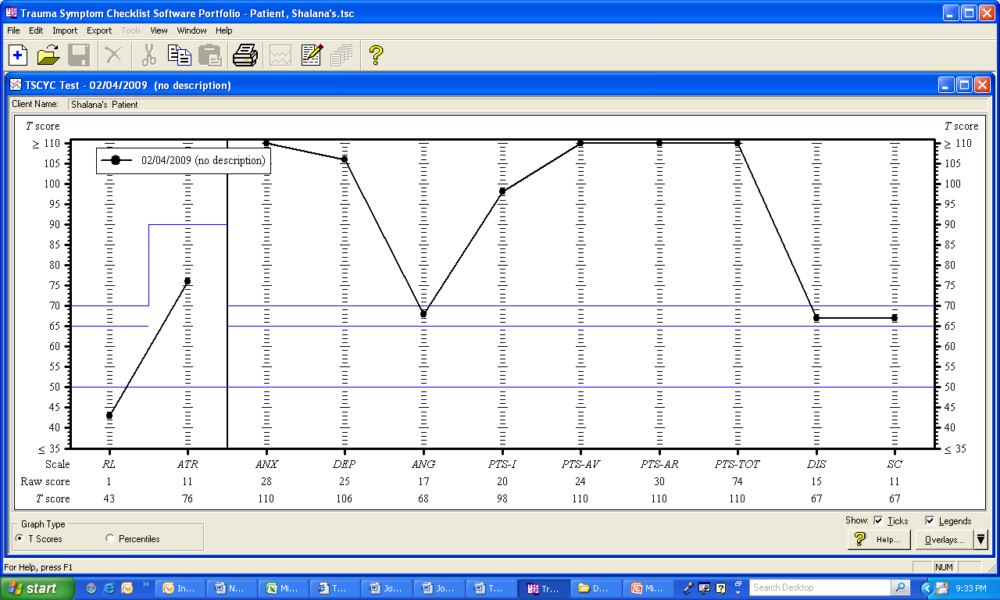 Trauma Symptom Checklist Software Portfolio - Patient, Shalana's.tsc
File Edit Import Export Tools View Window Help
TSCYC Test - 02/04/2009 (no description)
Client Name: Shalana's Patient
T score T score
≥ 110 ≥ 110
02/04/2009 (no description)
105 105
100 100
95 95
90 90
85 85
80 80
75 75
70 70
65 65
60 60
55 55
50 50
45 45
40 40
≤ 35 ≤ 35
Scale RL ATR ANX DEP ANG PTS-I PTS-AV PTS-AR PTS-TOT DIS SC
Raw score 1 11 28 25 17 20 24 30 74 15 11
T score 43 76 110 106 68 98 110 110 110 67 67
Graph Type
T Scores Percentiles
Show: Ticks Legends
Help... Overlays...
For Help, press F1 NUM
start In... N... Mi... T... Jo... Jo... T... Tr... D... Mi... Search Desktop 9:33 PM